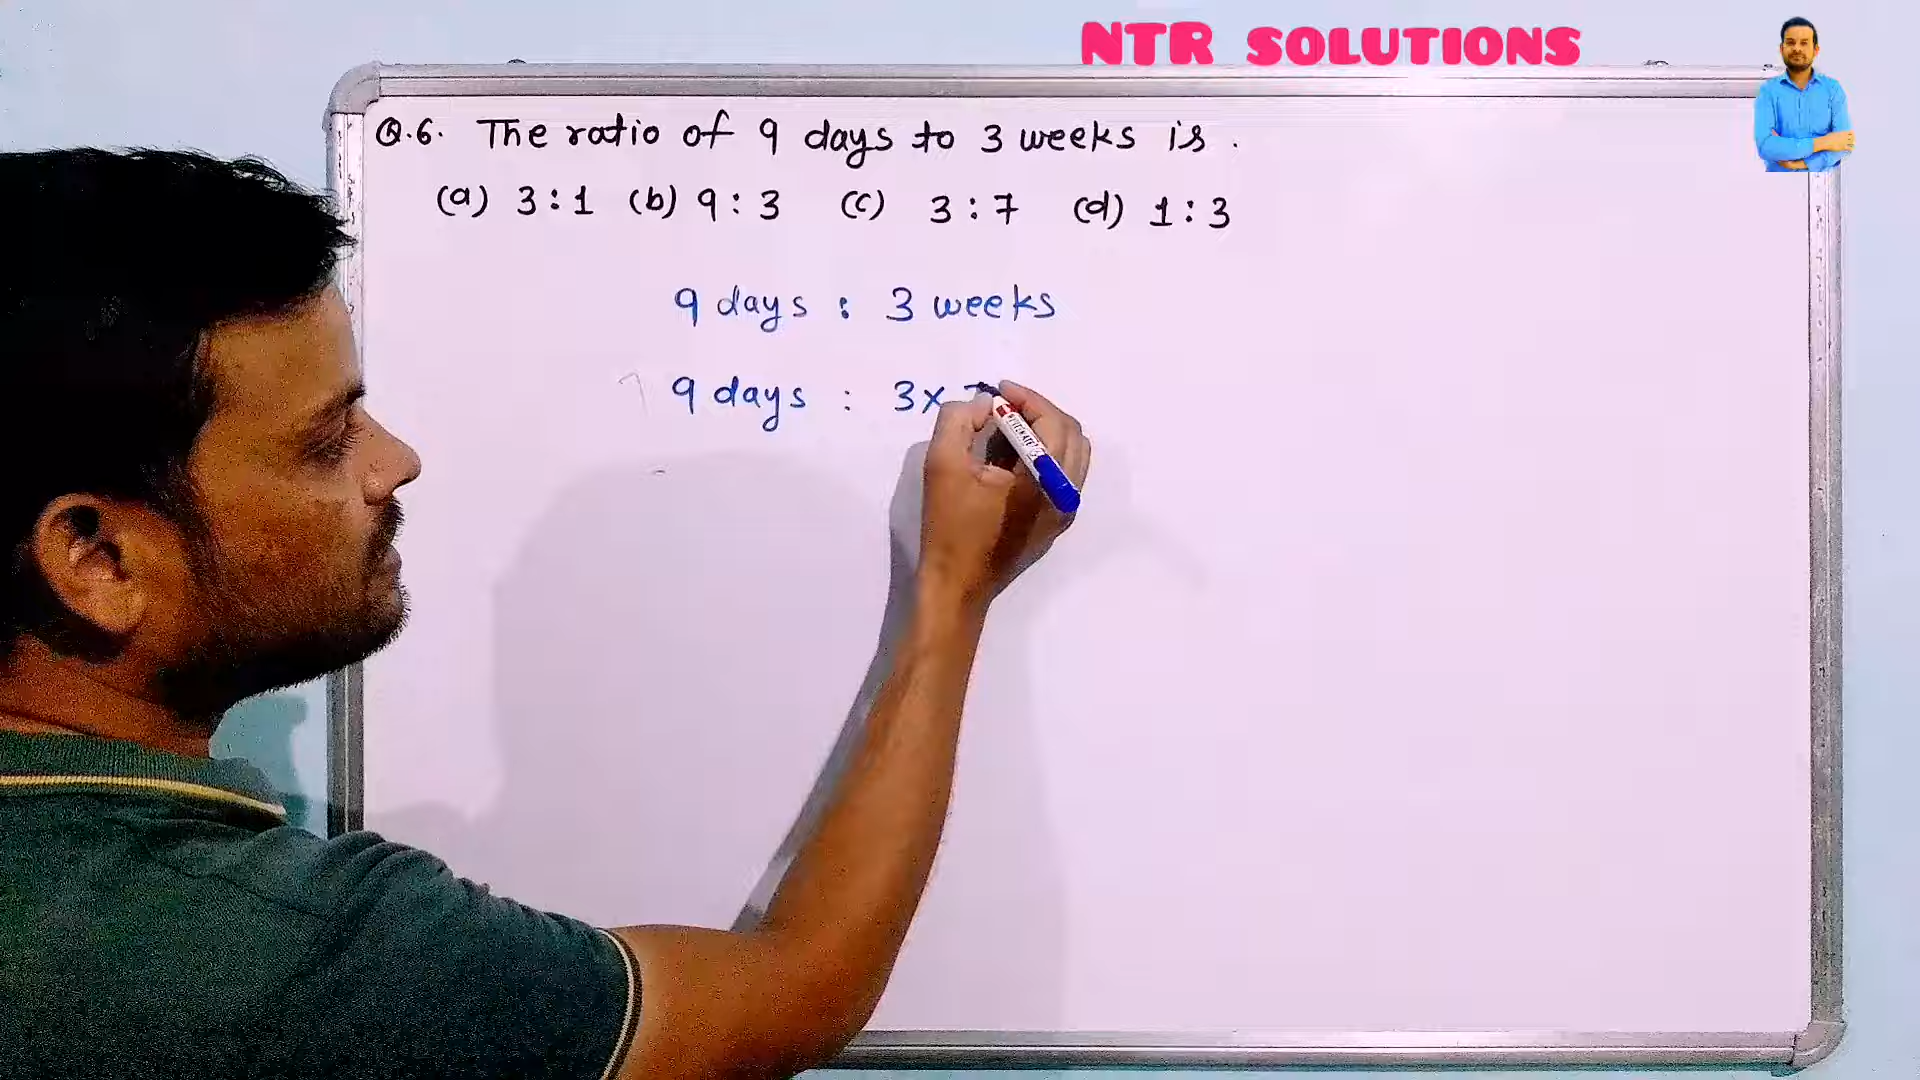 NTR SOLUTIONS
Q.6. The ratio of 9 days to 3 weeks is .
(a) 3:1 (b) 9:3 (c) 3:7 (d) 1:3
9 days : 3 weeks
9 days : 3x